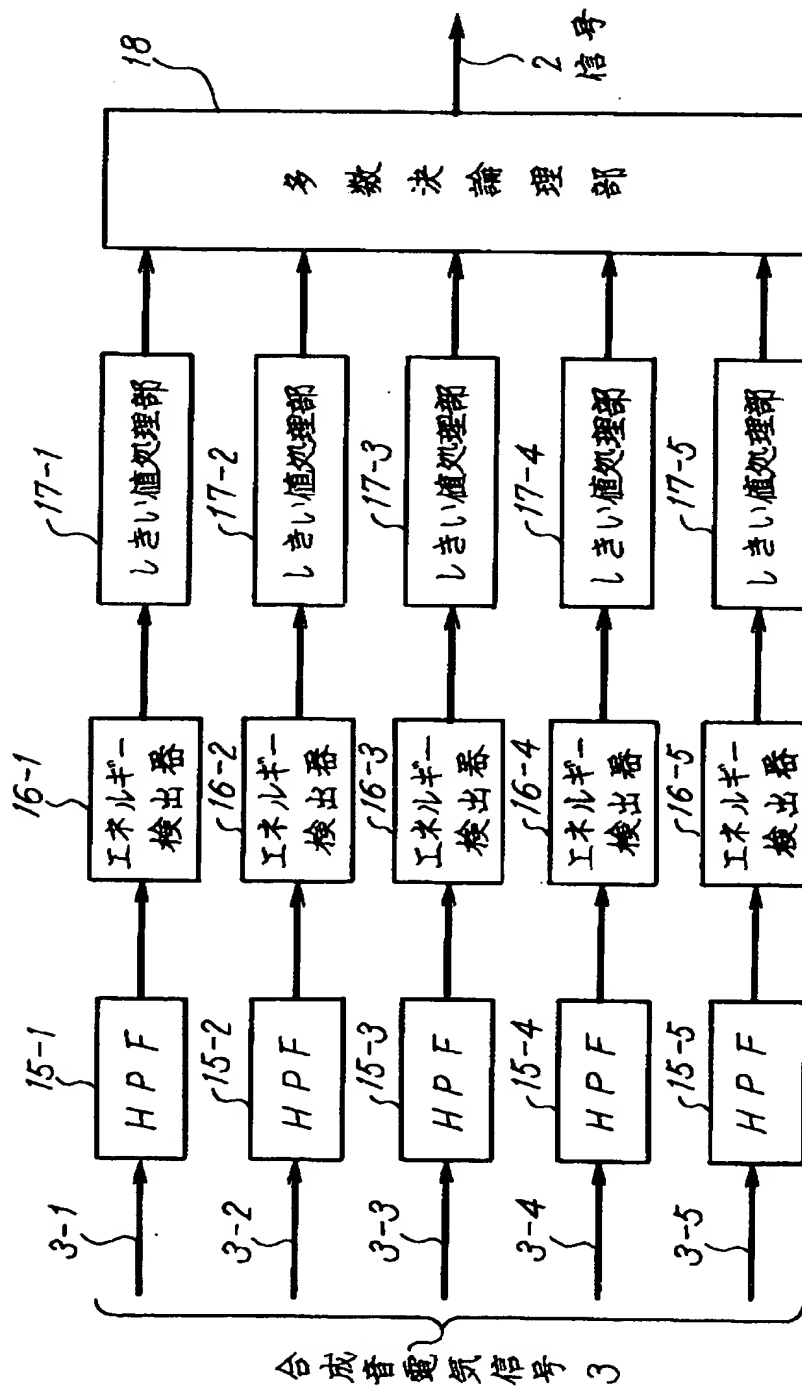 合成音電気信号 3
3-1
15-1
HPF
16-1
エネルギー
検出器
17-1
しきい値処理部
3-2
15-2
HPF
16-2
エネルギー
検出器
17-2
しきい値処理部
3-3
15-3
HPF
16-3
エネルギー
検出器
17-3
しきい値処理部
3-4
15-4
HPF
16-4
エネルギー
検出器
17-4
しきい値処理部
3-5
15-5
HPF
16-5
エネルギー
検出器
17-5
しきい値処理部
18
多数決論理部
2
信号